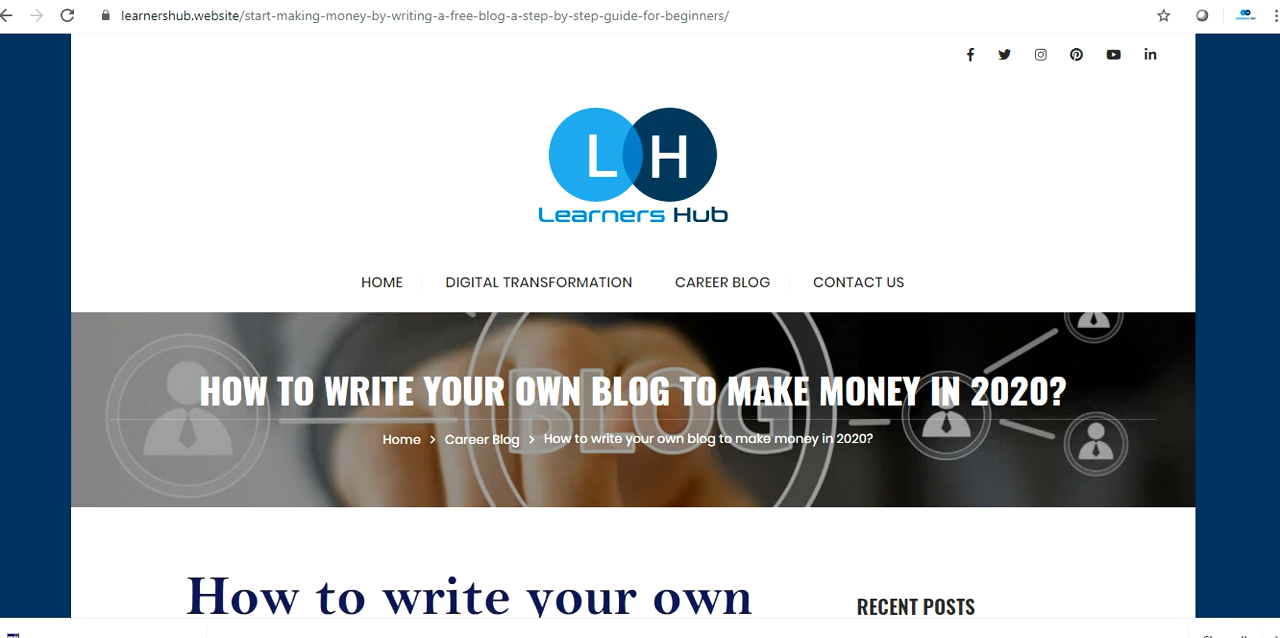 learnershub.website/start-making-money-by-writing-a-free-blog-a-step-by-step-guide-for-beginners/
L H
Learners Hub
HOME DIGITAL TRANSFORMATION CAREER BLOG CONTACT US
BLOG
HOW TO WRITE YOUR OWN BLOG TO MAKE MONEY IN 2020?
Home > Career Blog > How to write your own blog to make money in 2020?
How to write your own
RECENT POSTS